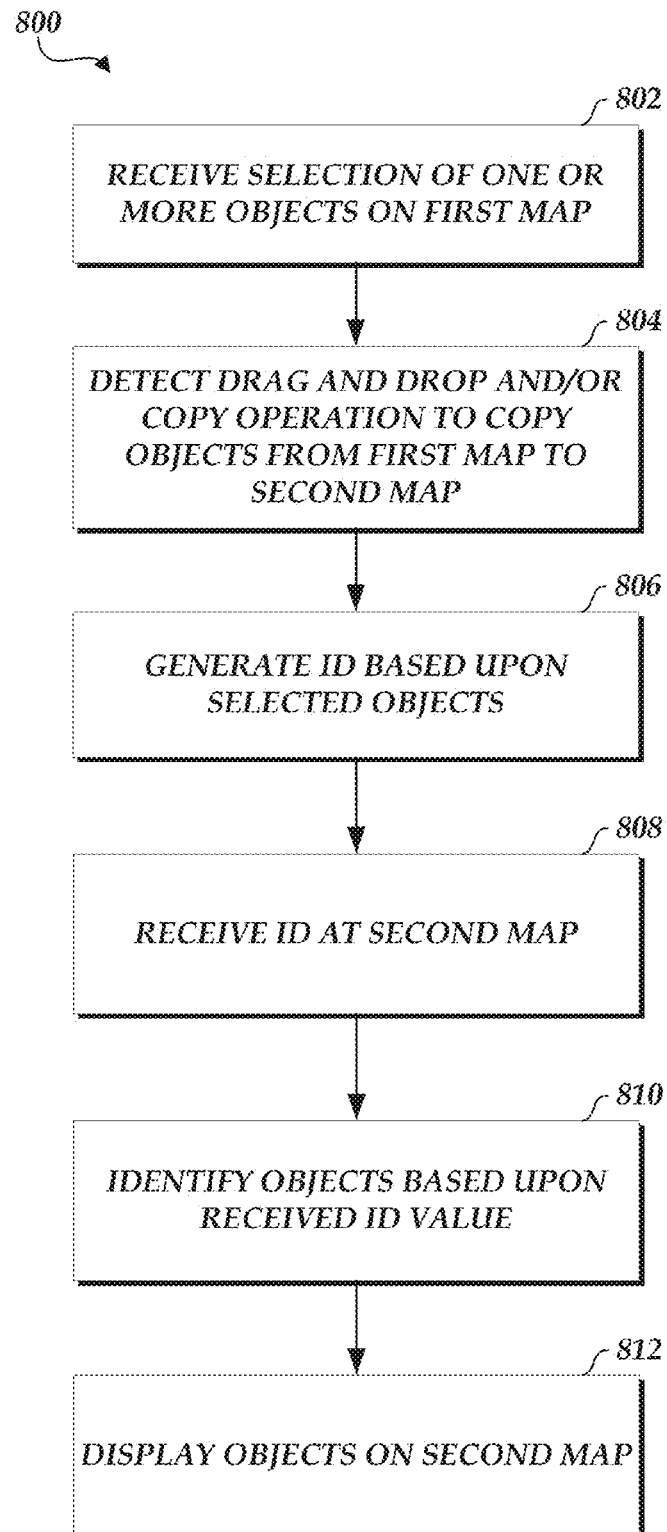 800
802
RECEIVE SELECTION OF ONE OR
MORE OBJECTS ON FIRST MAP
804
DETECT DRAG AND DROP AND/OR
COPY OPERATION TO COPY
OBJECTS FROM FIRST MAP TO
SECOND MAP
806
GENERATE ID BASED UPON
SELECTED OBJECTS
808
RECEIVE ID AT SECOND MAP
810
IDENTIFY OBJECTS BASED UPON
RECEIVED ID VALUE
812
DISPLAY OBJECTS ON SECOND MAP